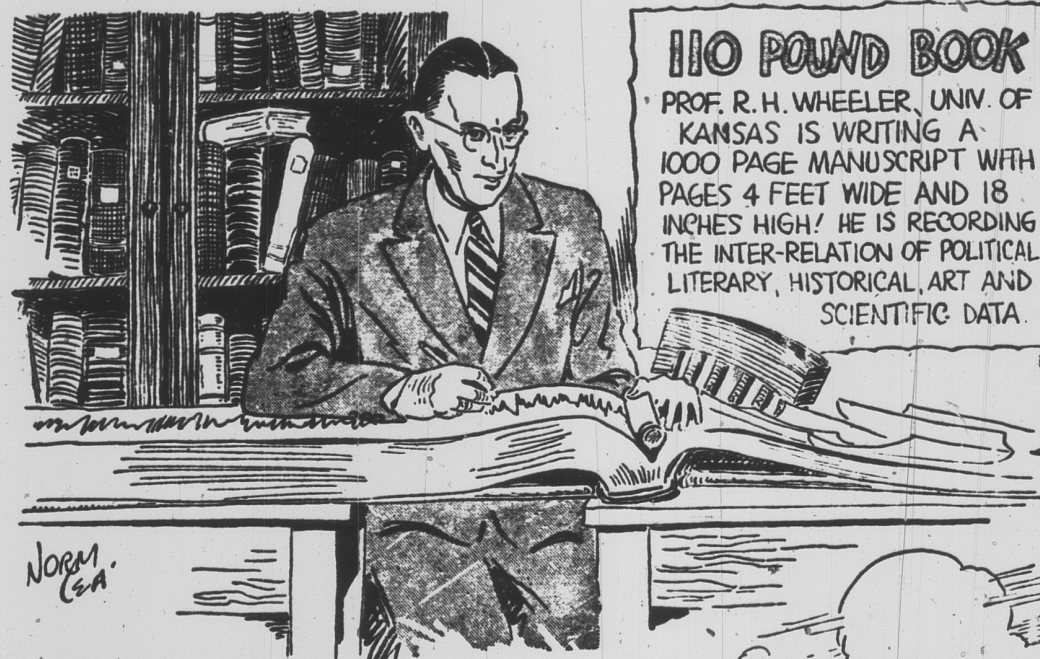 110 POUND BOOK
PROF. R. H. WHEELER, UNIV. OF
KANSAS IS WRITING A
1000 PAGE MANUSCRIPT WITH
PAGES 4 FEET WIDE AND 18
INCHES HIGH! HE IS RECORDING
THE INTER-RELATION OF POLITICAL
LITERARY, HISTORICAL, ART AND
SCIENTIFIC DATA.
NORM